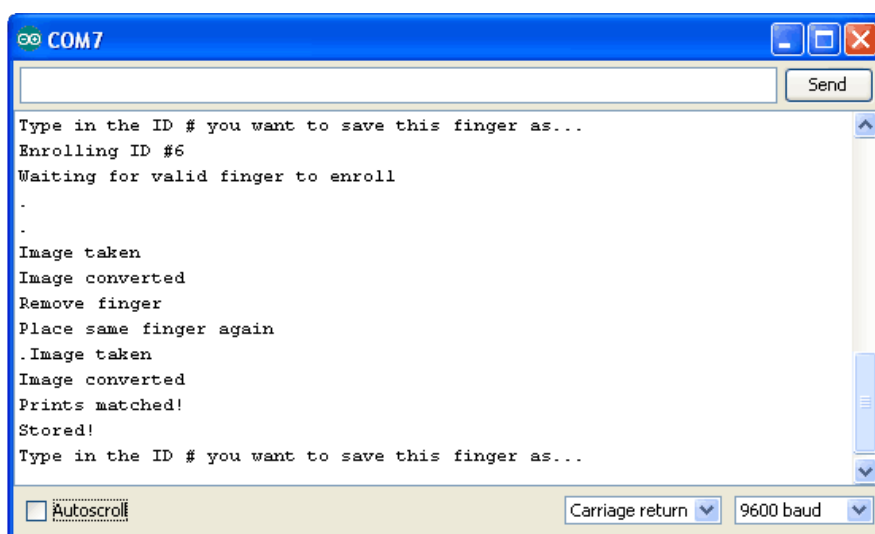 COM7
Send
Type in the ID # you want to save this finger as...
Enrolling ID #6
Waiting for valid finger to enroll
.
.
Image taken
Image converted
Remove finger
Place same finger again
.Image taken
Image converted
Prints matched!
Stored!
Type in the ID # you want to save this finger as...
Autoscroll
Carriage return
9600 baud